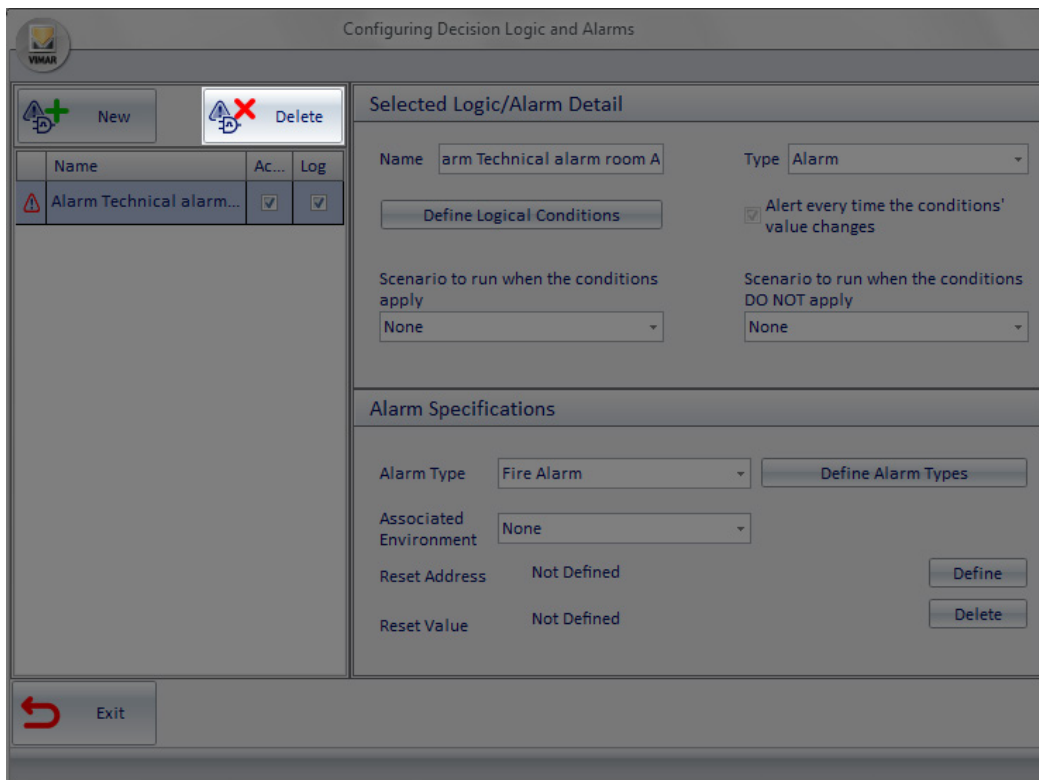 Configuring Decision Logic and Alarms
VIMAR
New
Delete
Name
Ac...
Log
Alarm Technical alarm...
Selected Logic/Alarm Detail
Name
arm Technical alarm room A
Type
Alarm
Define Logical Conditions
Alert every time the conditions'
value changes
Scenario to run when the conditions
apply
None
Scenario to run when the conditions
DO NOT apply
None
Alarm Specifications
Alarm Type
Fire Alarm
Define Alarm Types
Associated
Environment
None
Reset Address
Not Defined
Define
Reset Value
Not Defined
Delete
Exit